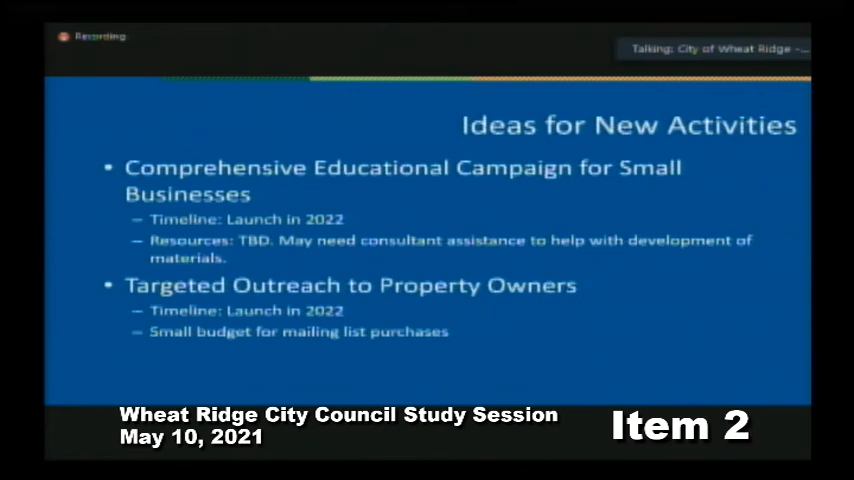 Recording
Talking: City of Wheat Ridge -...
Ideas for New Activities
• Comprehensive Educational Campaign for Small
Businesses
– Timeline: Launch in 2022
– Resources: TBD. May need consultant assistance to help with development of
materials.
• Targeted Outreach to Property Owners
– Timeline: Launch in 2022
– Small budget for mailing list purchases
Wheat Ridge City Council Study Session
May 10, 2021
Item 2